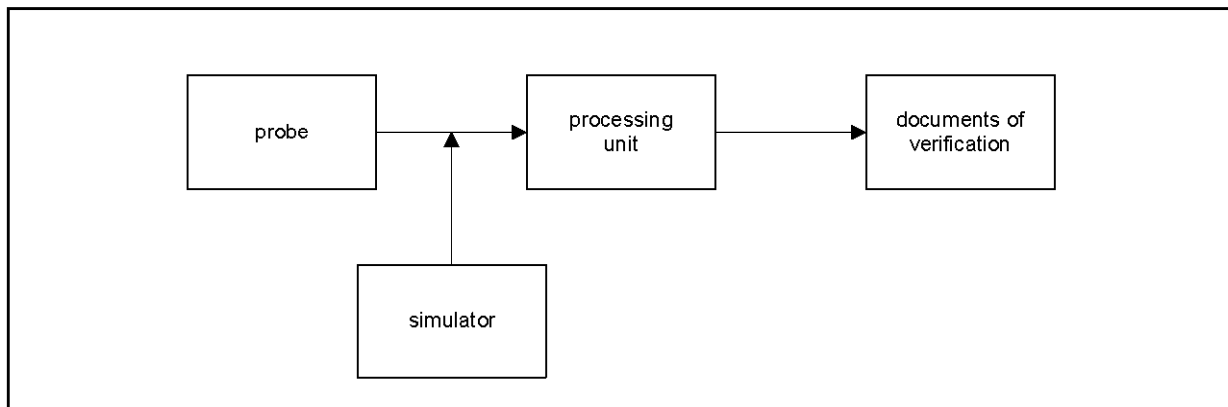 probe
processing
unit
documents of
verification
simulator